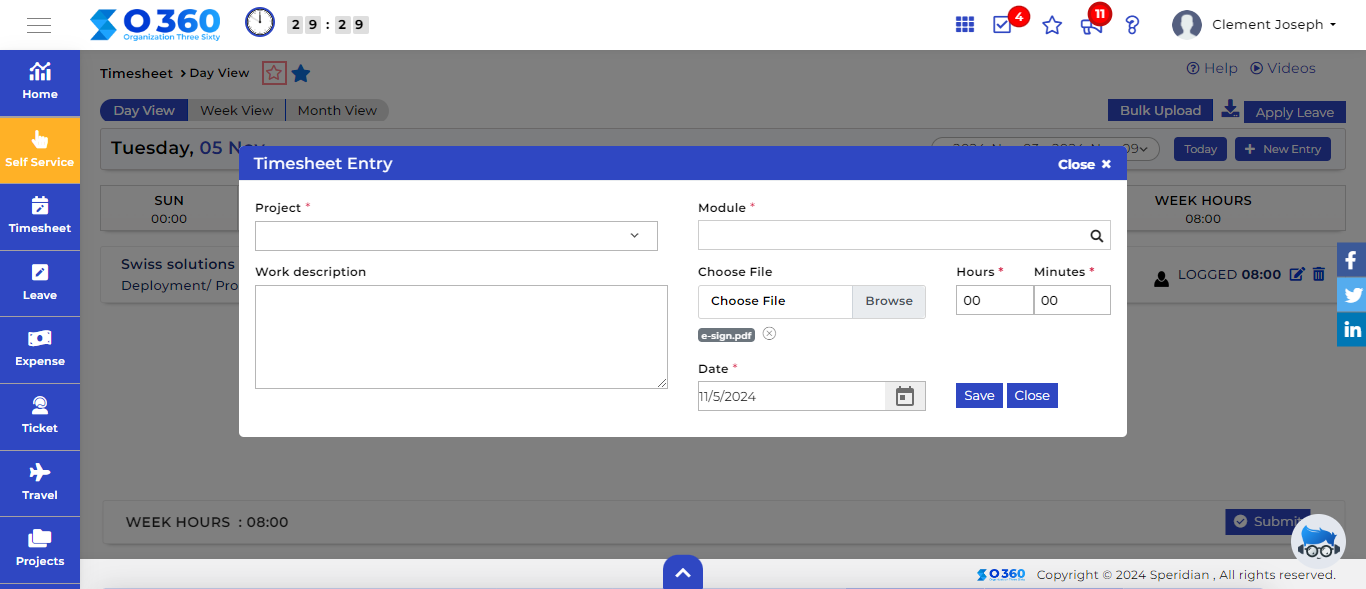 O 360
Organization Three Sixty
29:29
4
11
Clement Joseph
Home
Self Service
Timesheet
Leave
Expense
Ticket
Travel
Projects
Timesheet > Day View
Help Videos
Day View Week View Month View
Bulk Upload Apply Leave
Tuesday, 05 Nov
Today + New Entry
SUN
00:00
WEEK HOURS
08:00
Swiss solutions
Deployment/ Pro
LOGGED 08:00
Timesheet Entry
Close ×
Project *
Module *
Work description
Choose File
Hours * Minutes *
Choose File Browse
00 00
e-sign.pdf
Date *
11/5/2024
Save Close
WEEK HOURS : 08:00
Submit
O 360 Copyright © 2024 Speridian , All rights reserved.